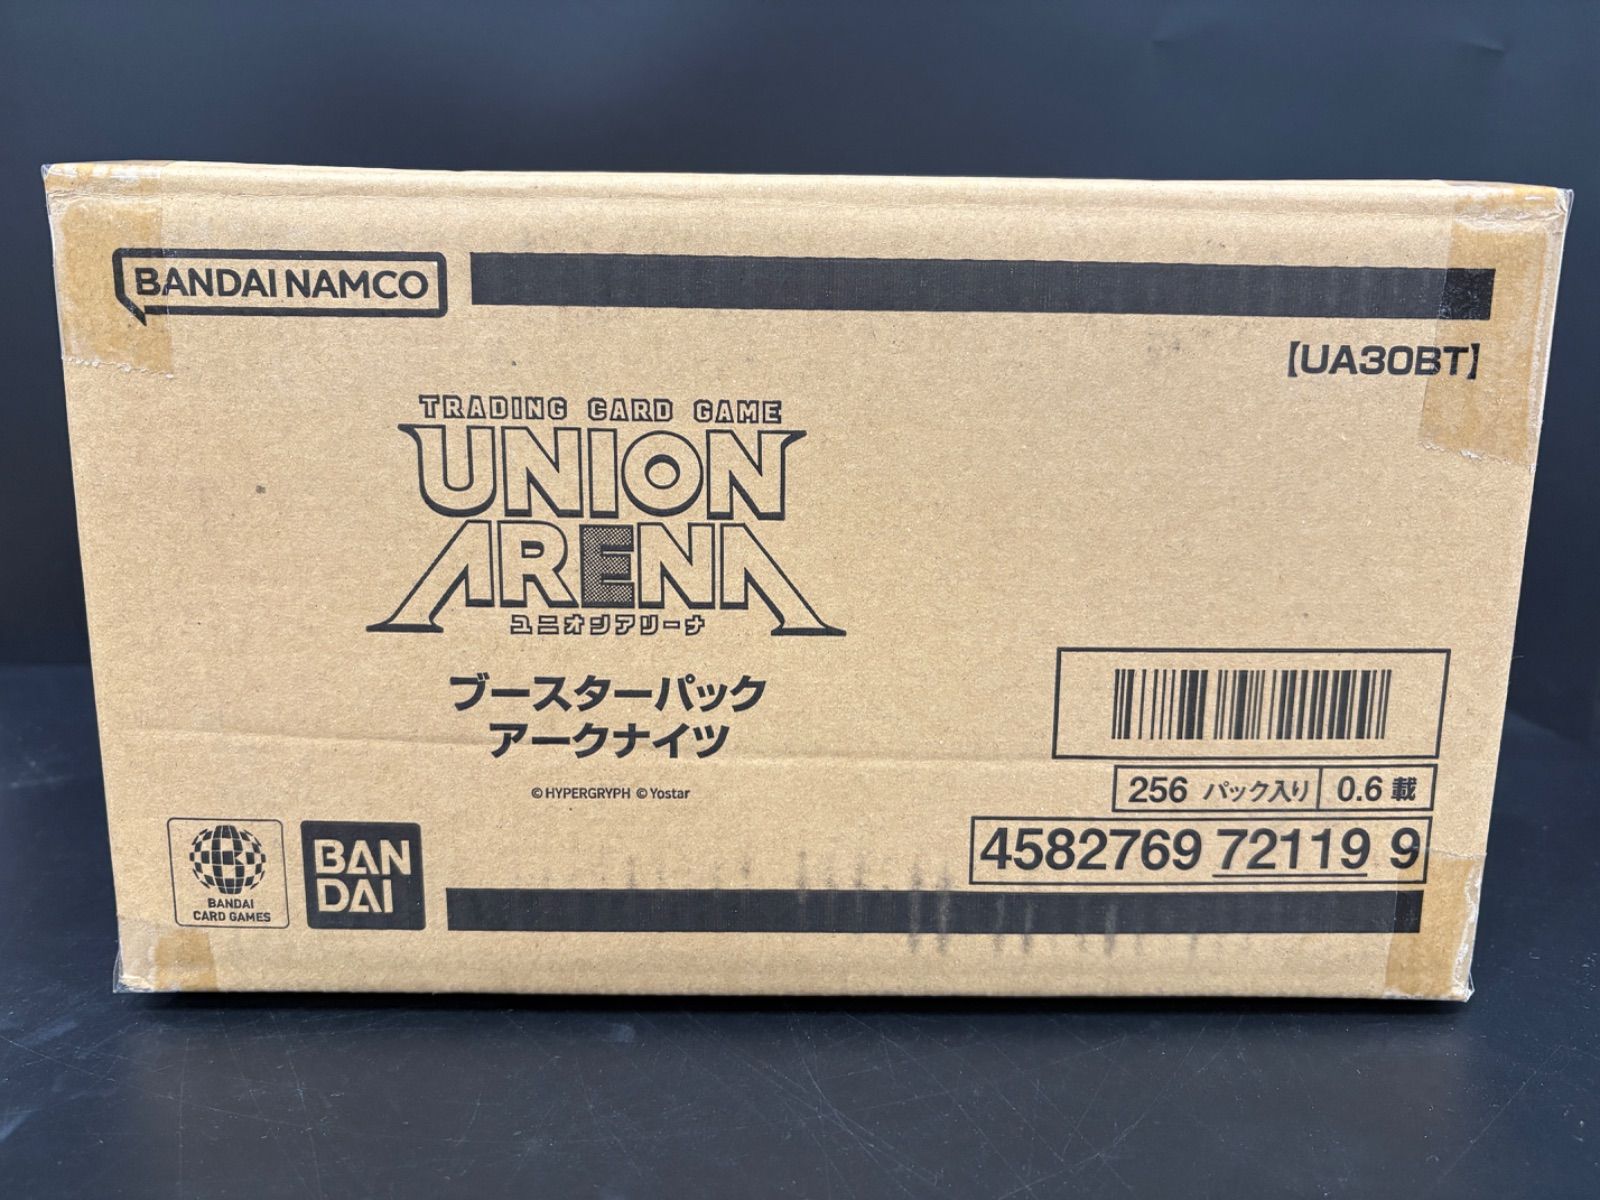 BANDAI NAMCO
【UA30BT】
TRADING CARD GAME
UNION
ARENA
ユニオンアリーナ
ブースターパック
アークナイツ
©HYPERGRYPH ©Yostar
256 パック入り 0.6 載
4582769 72119 9
BANDAI
CARD GAMES
BAN
DAI